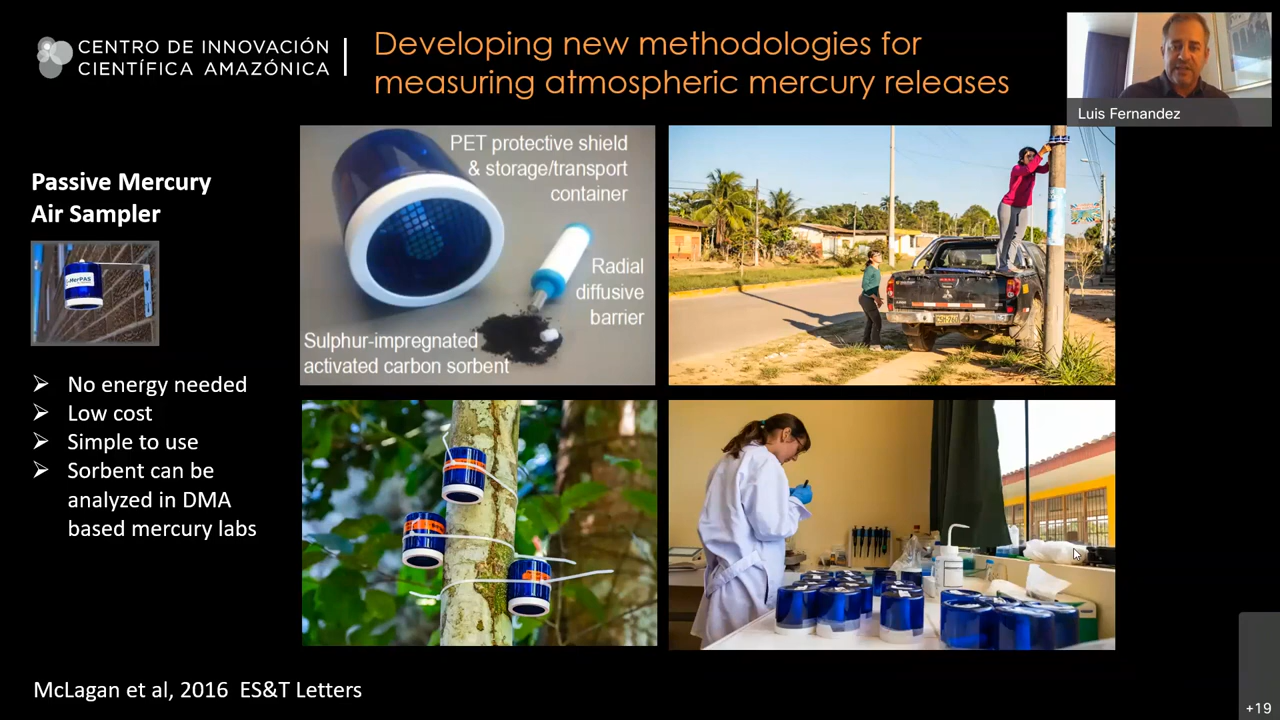 CENTRO DE INNOVACIÓN
CIENTÍFICA AMAZÓNICA
Developing new methodologies for
measuring atmospheric mercury releases
Luis Fernandez
Passive Mercury
Air Sampler
MerPAS
➢ No energy needed
➢ Low cost
➢ Simple to use
➢ Sorbent can be
analyzed in DMA
based mercury labs
PET protective shield
& storage/transport
container
Radial
diffusive
barrier
Sulphur-impregnated
activated carbon sorbent
McLagan et al, 2016 ES&T Letters
+19